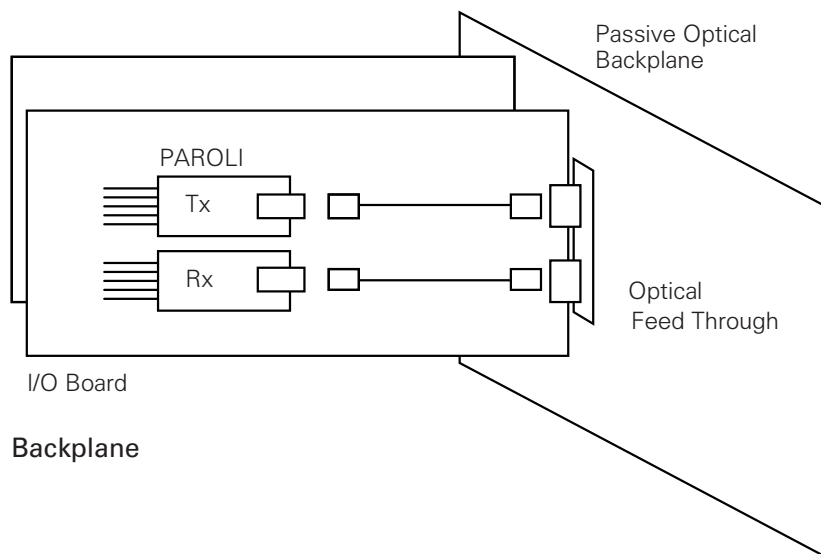 Passive Optical
Backplane
PAROLI
Tx
Rx
Optical
Feed Through
I/O Board
Backplane